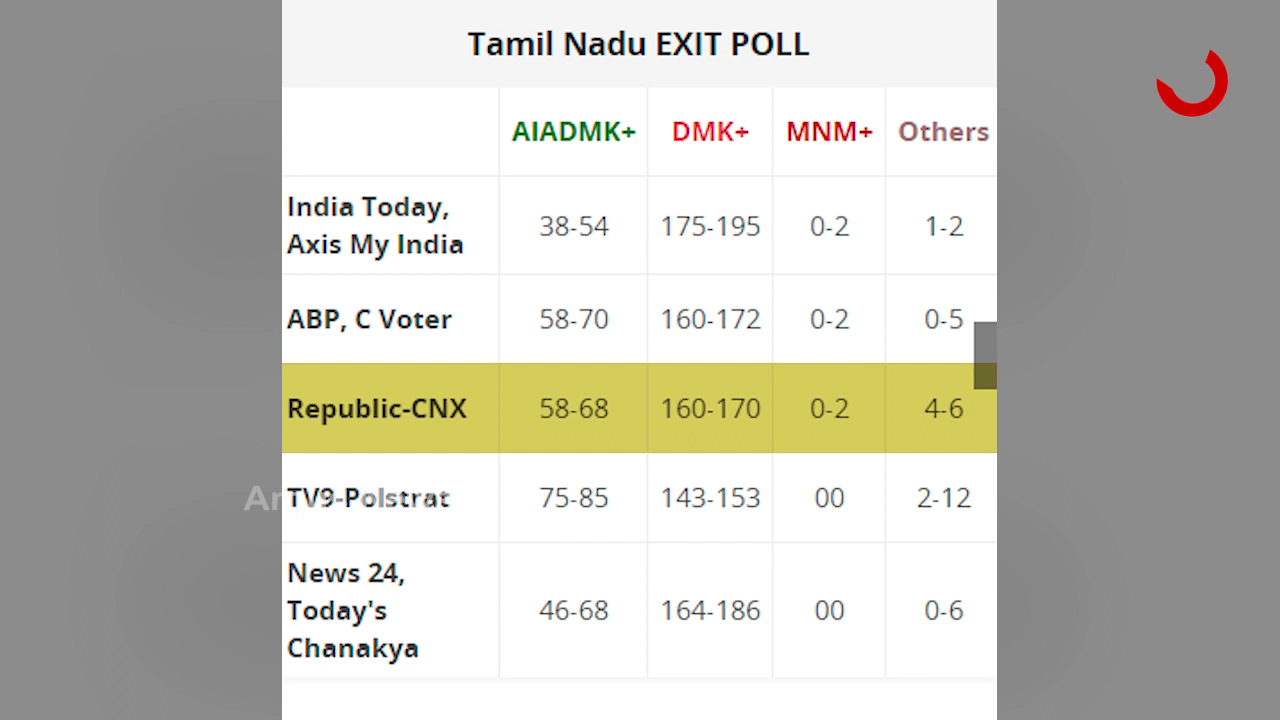 Tamil Nadu EXIT POLL
AIADMK+ DMK+ MNM+ Others
India Today,
Axis My India 38-54 175-195 0-2 1-2
ABP, C Voter 58-70 160-172 0-2 0-5
Republic-CNX 58-68 160-170 0-2 4-6
TV9-Polstrat 75-85 143-153 00 2-12
News 24,
Today's 46-68 164-186 00 0-6
Chanakya